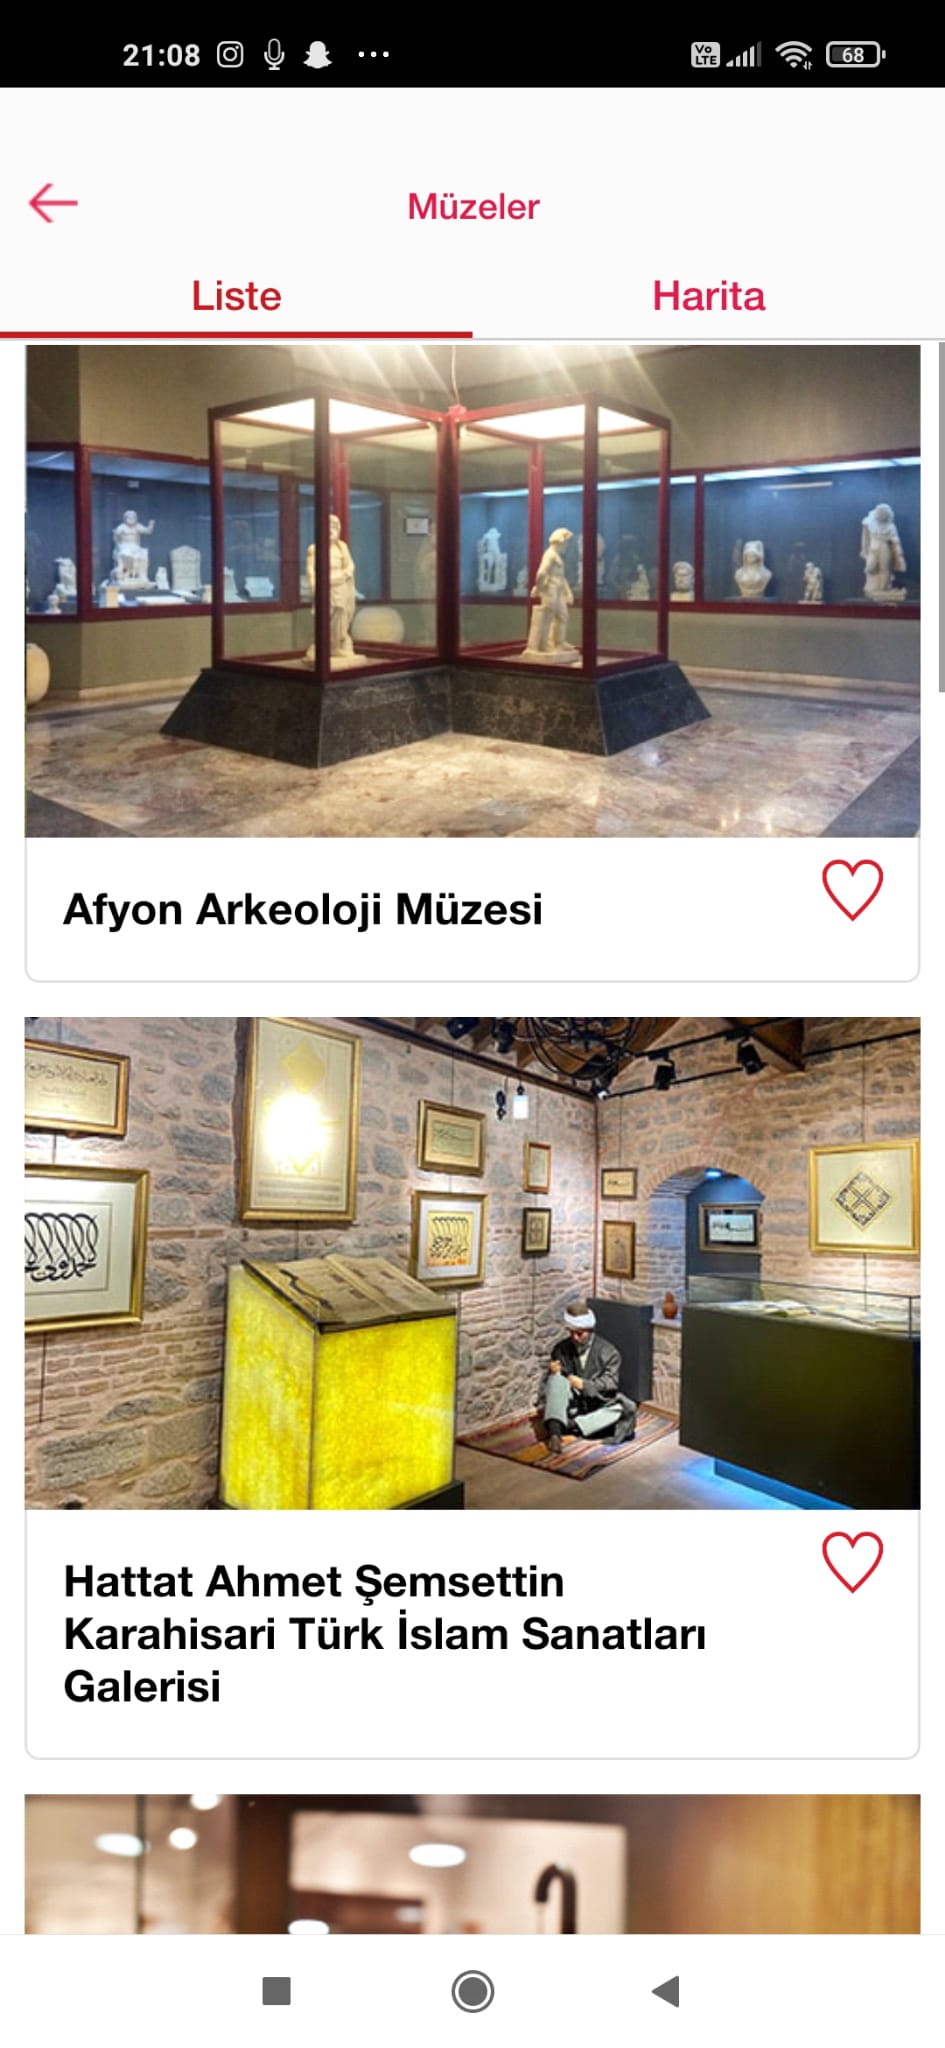 21:08
Vo
LTE
68
Müzeler
Liste
Harita
Afyon Arkeoloji Müzesi
Hattat Ahmet Şemsettin
Karahisari Türk İslam Sanatları
Galerisi